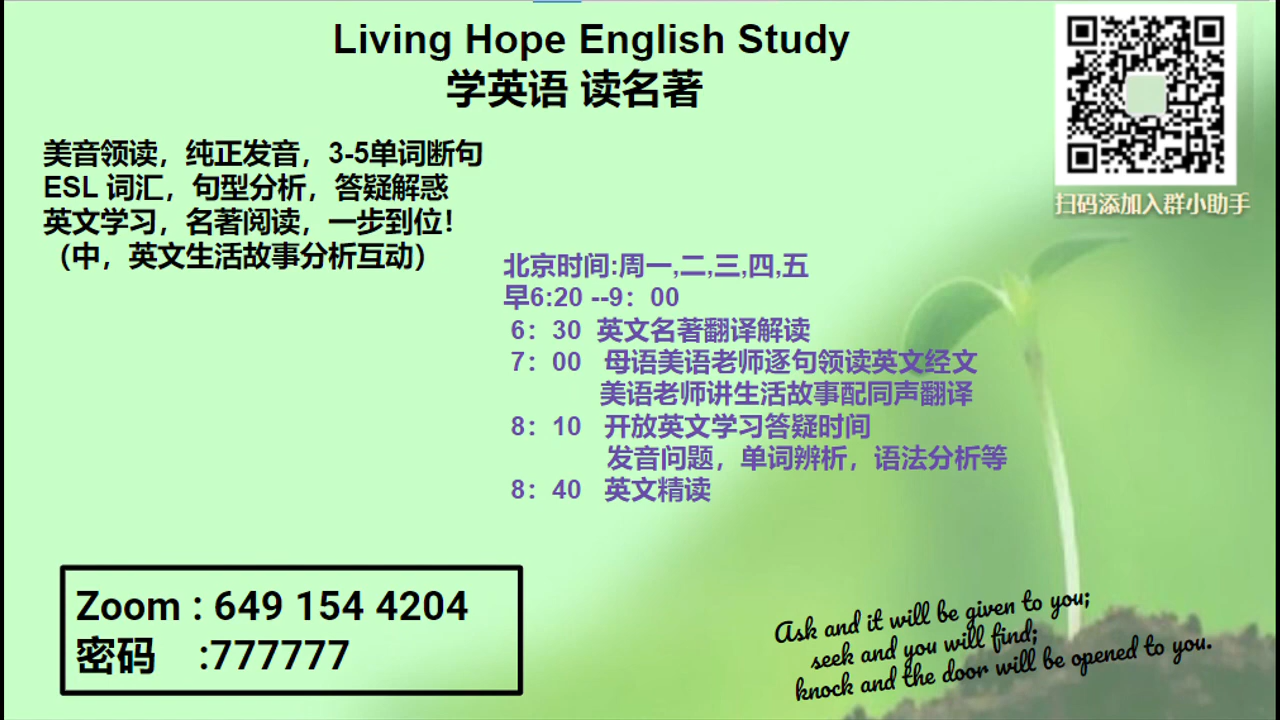 Living Hope English Study
学英语 读名著
美音领读，纯正发音，3-5单词断句
ESL 词汇，句型分析，答疑解惑
英文学习，名著阅读，一步到位！
（中，英文生活故事分析互动）
扫码添加入群小助手
北京时间:周一,二,三,四,五
早6:20 --9：00
6：30 英文名著翻译解读
7：00 母语美语老师逐句领读英文经文
美语老师讲生活故事配同声翻译
8：10 开放英文学习答疑时间
发音问题，单词辨析，语法分析等
8：40 英文精读
Zoom : 649 154 4204
密码 :777777
Ask and it will be given to you;
seek and you will find;
knock and the door will be opened to you.